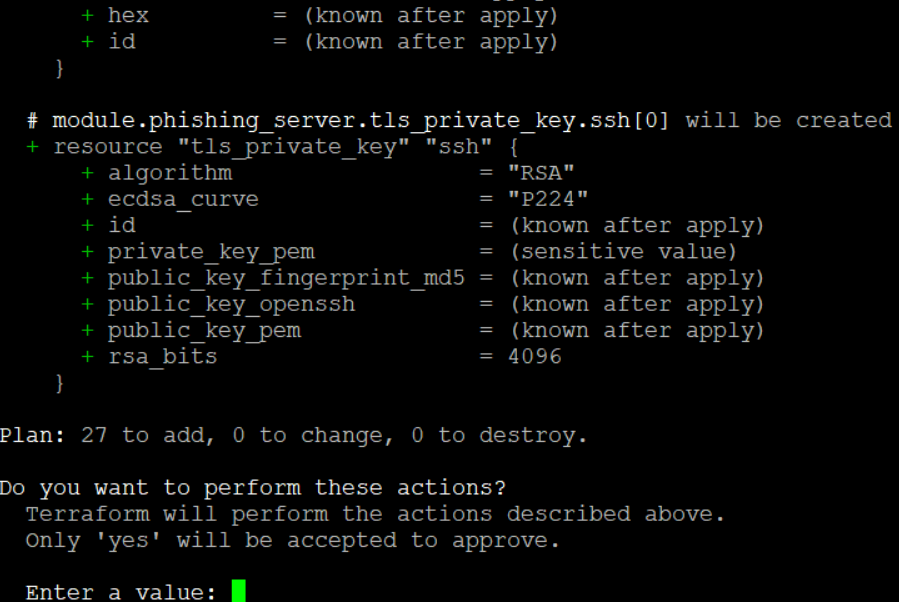 + hex = (known after apply)
+ id = (known after apply)
}
# module.phishing_server.tls_private_key.ssh[0] will be created
+ resource "tls_private_key" "ssh" {
+ algorithm = "RSA"
+ ecdsa_curve = "P224"
+ id = (known after apply)
+ private_key_pem = (sensitive value)
+ public_key_fingerprint_md5 = (known after apply)
+ public_key_openssh = (known after apply)
+ public_key_pem = (known after apply)
+ rsa_bits = 4096
}
Plan: 27 to add, 0 to change, 0 to destroy.
Do you want to perform these actions?
Terraform will perform the actions described above.
Only 'yes' will be accepted to approve.
Enter a value: